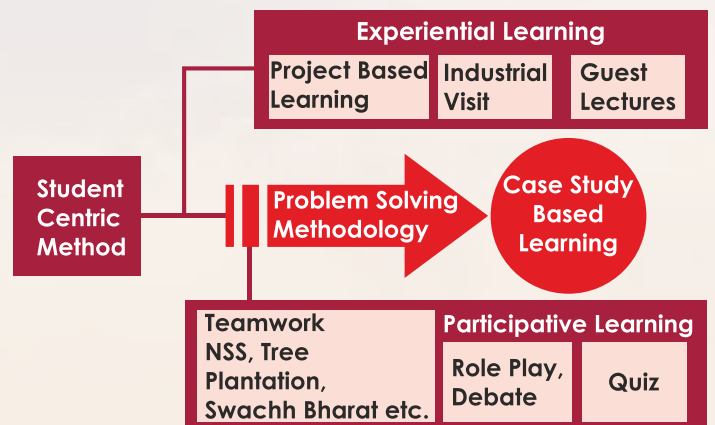 Experiential Learning
Project Based
Learning
Industrial
Visit
Guest
Lectures
Student
Centric
Method
Problem Solving
Methodology
Case Study
Based
Learning
Teamwork
NSS, Tree
Plantation,
Swachh Bharat etc.
Participative Learning
Role Play,
Debate
Quiz